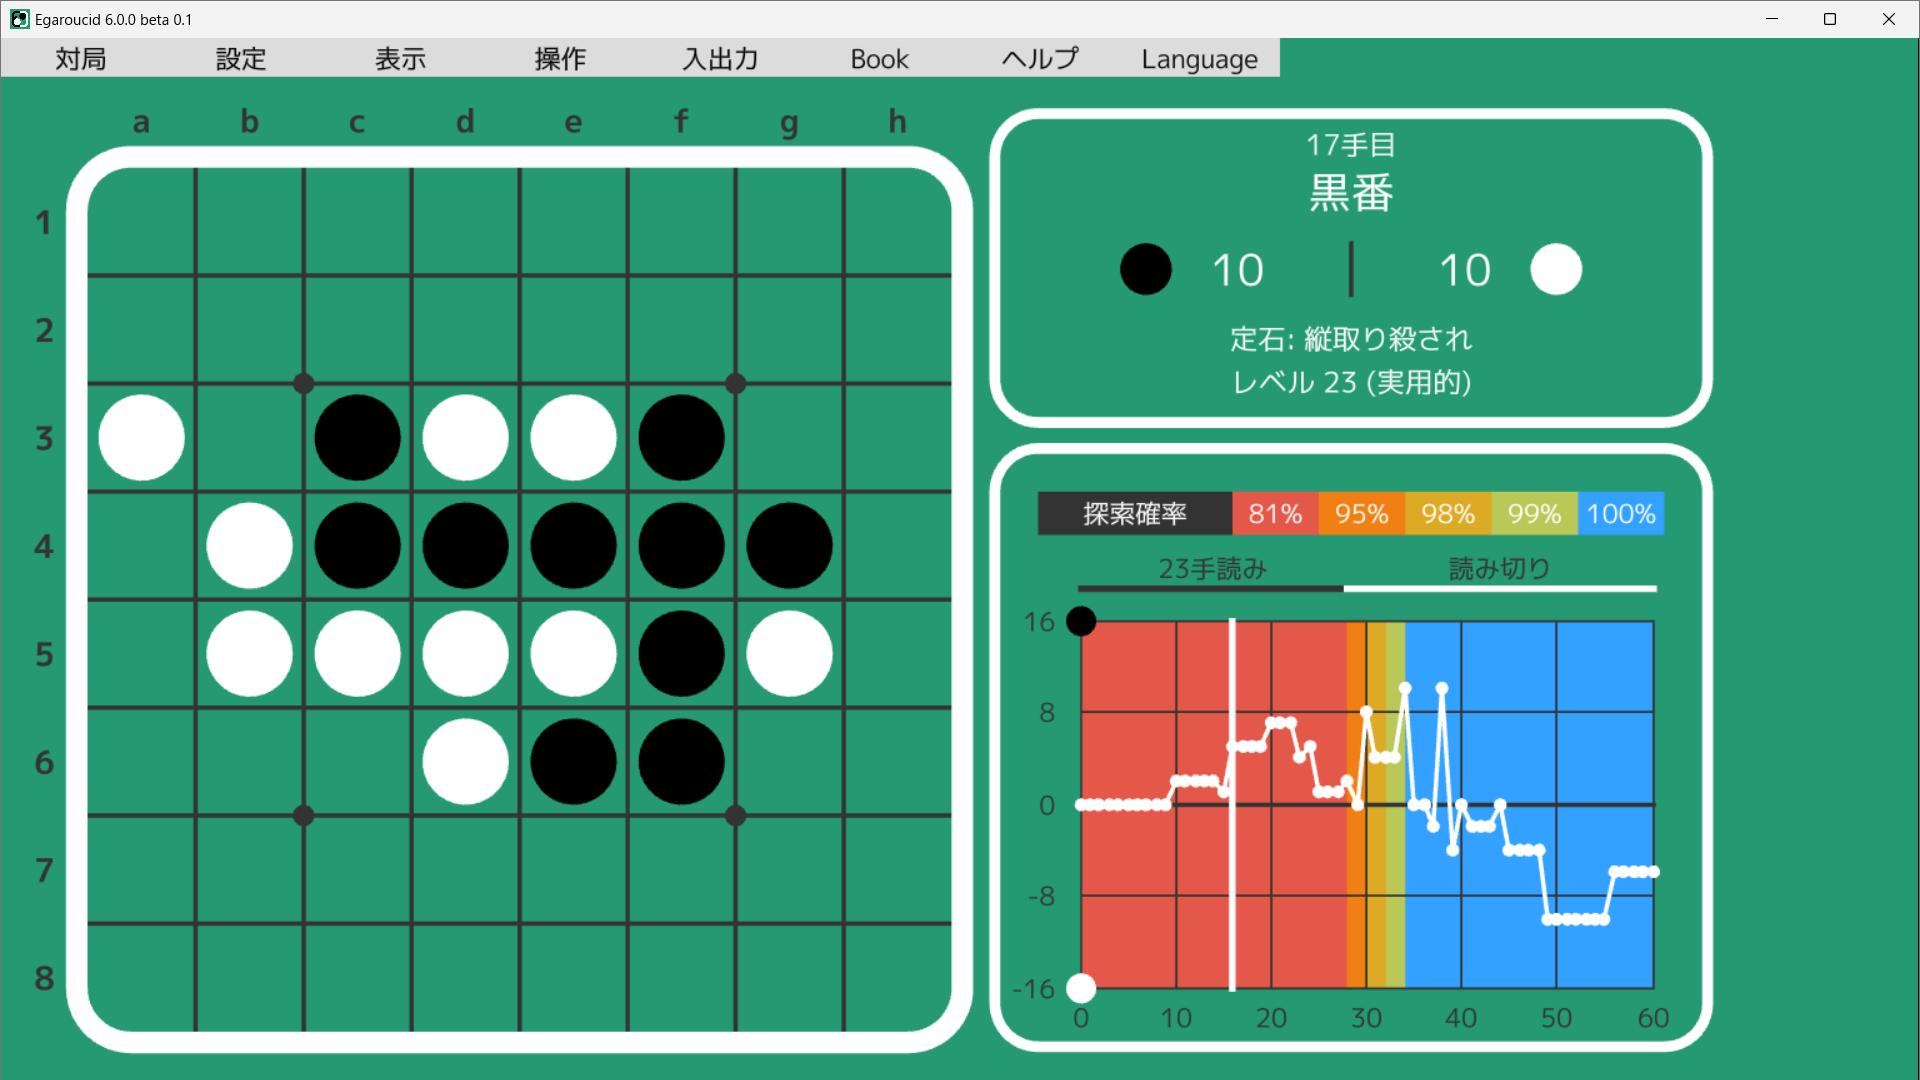 Egaroucid 6.0.0 beta 0.1
対局 設定 表示 操作 入出力 Book ヘルプ Language
a b c d e f g h
1
2
3
4
5
6
7
8
17手目
黒番
10 10
定石: 縦取り殺され
レベル 23 (実用的)
探索確率 81% 95% 98% 99% 100%
23手読み 読み切り
16
8
0
-8
-16
0 10 20 30 40 50 60